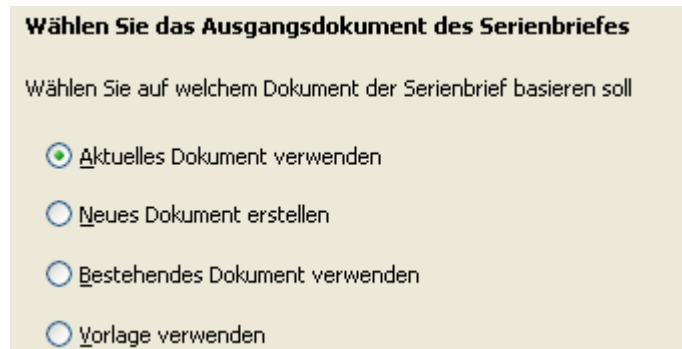 Wählen Sie das Ausgangsdokument des Serienbriefes
Wählen Sie auf welchem Dokument der Serienbrief basieren soll
Aktuelles Dokument verwenden
Neues Dokument erstellen
Bestehendes Dokument verwenden
Vorlage verwenden